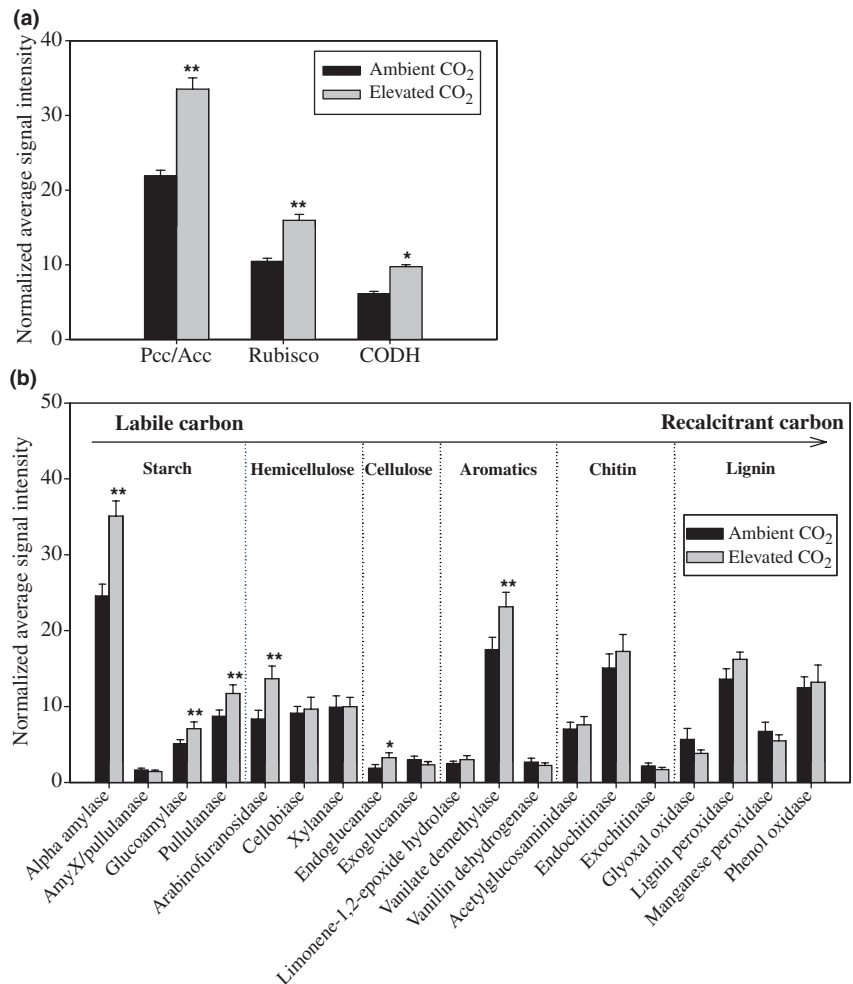 (a)
40
30
20
10
0
Normalized average signal intensity
Ambient CO2
Elevated CO2
**
**
*
Pcc/Acc Rubisco CODH
(b)
50
40
30
20
10
0
Normalized average signal intensity
Labile carbon Recalcitrant carbon
Starch Hemicellulose Cellulose Aromatics Chitin Lignin
Ambient CO2
Elevated CO2
**
**
**
**
*
**
Alpha amylase
AmyX/pullulanase
Glucoamylase
Pullulanase
Arabinofuranosidase
Cellobiase
Xylanase
Endoglucanase
Exoglucanase
Limonene-1,2-epoxide hydrolase
Vanilate demethylase
Vanillin dehydrogenase
Acetylglucosaminidase
Endochitinase
Exochitinase
Glyoxal oxidase
Lignin peroxidase
Manganese peroxidase
Phenol oxidase